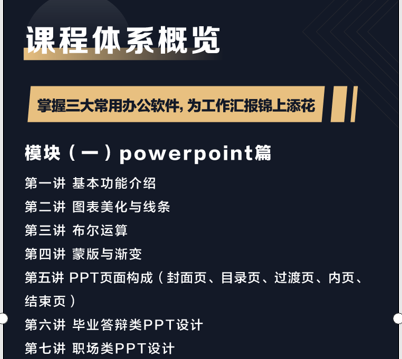 课程体系概览
掌握三大常用办公软件，为工作汇报锦上添花
模块（一）powerpoint篇
第一讲 基本功能介绍
第二讲 图表美化与线条
第三讲 布尔运算
第四讲 蒙版与渐变
第五讲 PPT页面构成（封面页、目录页、过渡页、内页、
结束页）
第六讲 毕业答辩类PPT设计
第七讲 职场类PPT设计